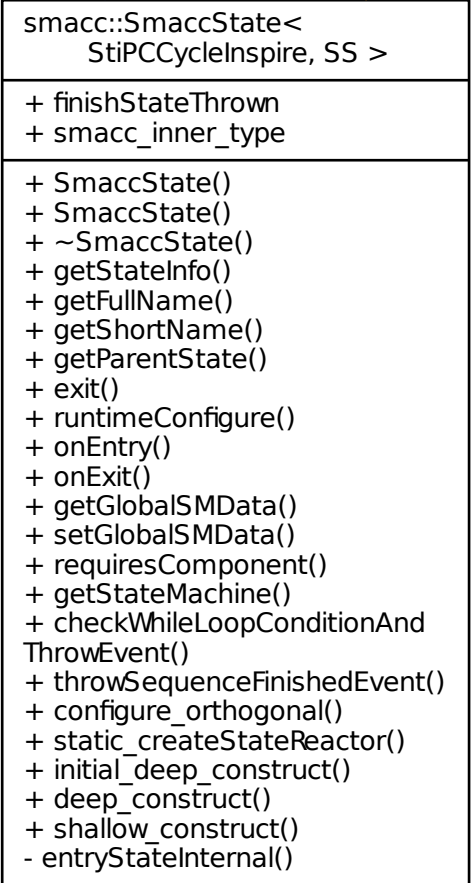 smacc::SmaccState<
StiPCCycleInspire, SS >
+ finishStateThrown
+ smacc_inner_type
+ SmaccState()
+ SmaccState()
+ ~SmaccState()
+ getStateInfo()
+ getFullName()
+ getShortName()
+ getParentState()
+ exit()
+ runtimeConfigure()
+ onEntry()
+ onExit()
+ getGlobalSMData()
+ setGlobalSMData()
+ requiresComponent()
+ getStateMachine()
+ checkWhileLoopConditionAnd
ThrowEvent()
+ throwSequenceFinishedEvent()
+ configure_orthogonal()
+ static_createStateReactor()
+ initial_deep_construct()
+ deep_construct()
+ shallow_construct()
- entryStateInternal()